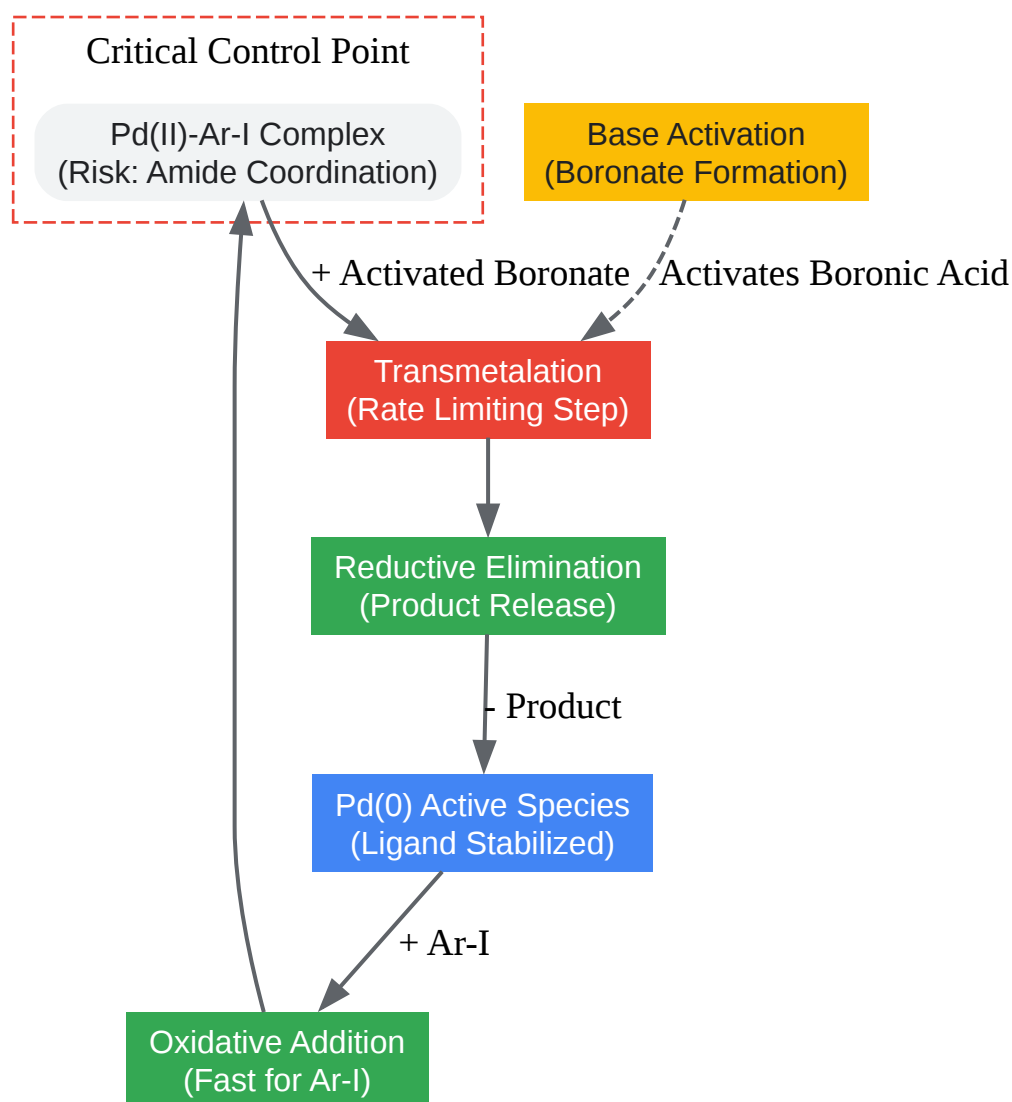 Critical Control Point
Pd(II)-Ar-I Complex
(Risk: Amide Coordination)
Base Activation
(Boronate Formation)
+ Activated Boronate
Activates Boronic Acid
Transmetalation
(Rate Limiting Step)
Reductive Elimination
(Product Release)
- Product
Pd(0) Active Species
(Ligand Stabilized)
+ Ar-I
Oxidative Addition
(Fast for Ar-I)